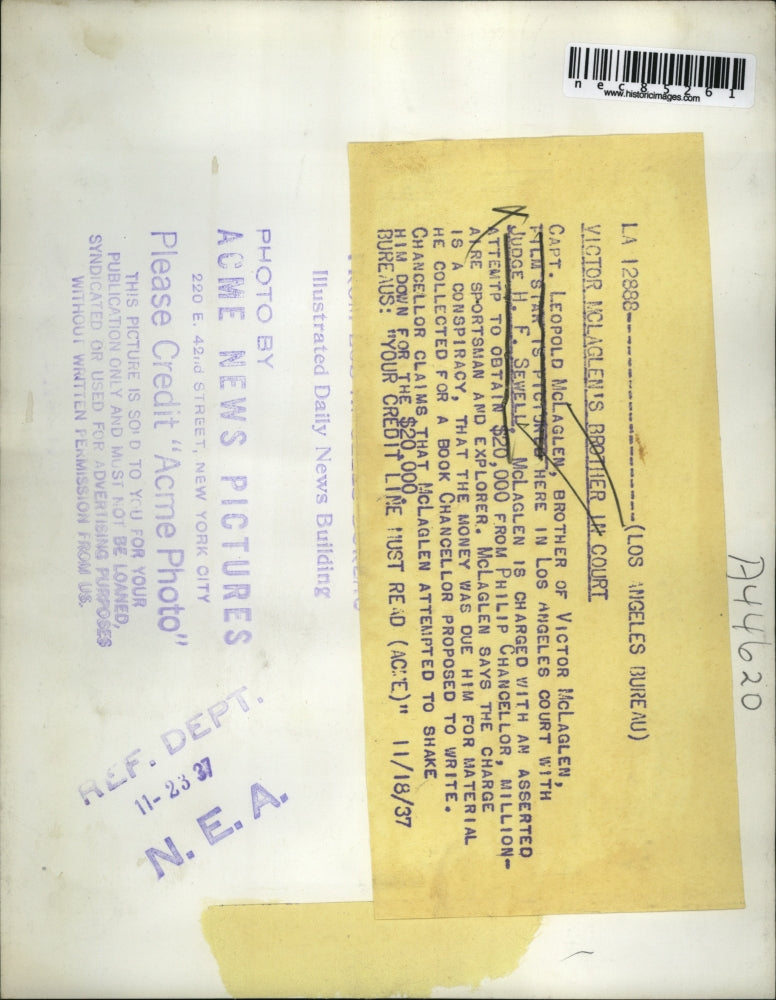 n e c 8 5 2 6 1
www.historicimages.com
A44620
LA 12888---------------------(LOS ANGELES BUREAU)
VICTOR MCLAGLEN'S BROTHER IN COURT
CAPT. LEOPOLD MCLAGLEN, BROTHER OF VICTOR MCLAGLEN,
FILM STAR IS PICTURED HERE IN LOS ANGELES COURT WITH
JUDGE H. F. SEWELL. MCLAGLEN IS CHARGED WITH AN ASSERTED
ATTEMTP TO OBTAIN $20,000 FROM PHILIP CHANCELLOR, MILLION-
AIRE SPORTSMAN AND EXPLORER. MCLAGLEN SAYS THE CHARGE
IS A CONSPIRACY, THAT THE MONEY WAS DUE HIM FOR MATERIAL
HE COLLECTED FOR A BOOK CHANCELLOR PROPOSED TO WRITE.
CHANCELLOR CLAIMS THAT MCLAGLEN ATTEMPTED TO SHAKE
HIM DOWN FOR THE $20,000
BUREAUS: "YOUR CREDIT LINE MUST READ (ACME)" 11/18/37
Illustrated Daily News Building
PHOTO BY
ACME NEWS PICTURES
220 E. 42nd STREET, NEW YORK CITY
Please Credit "Acme Photo"
THIS PICTURE IS SOLD TO YOU FOR YOUR
PUBLICATION ONLY AND MUST NOT BE LOANED,
SYNDICATED OR USED FOR ADVERTISING PURPOSES
WITHOUT WRITTEN PERMISSION FROM US.
REF. DEPT.
11-23 37
N. E. A.